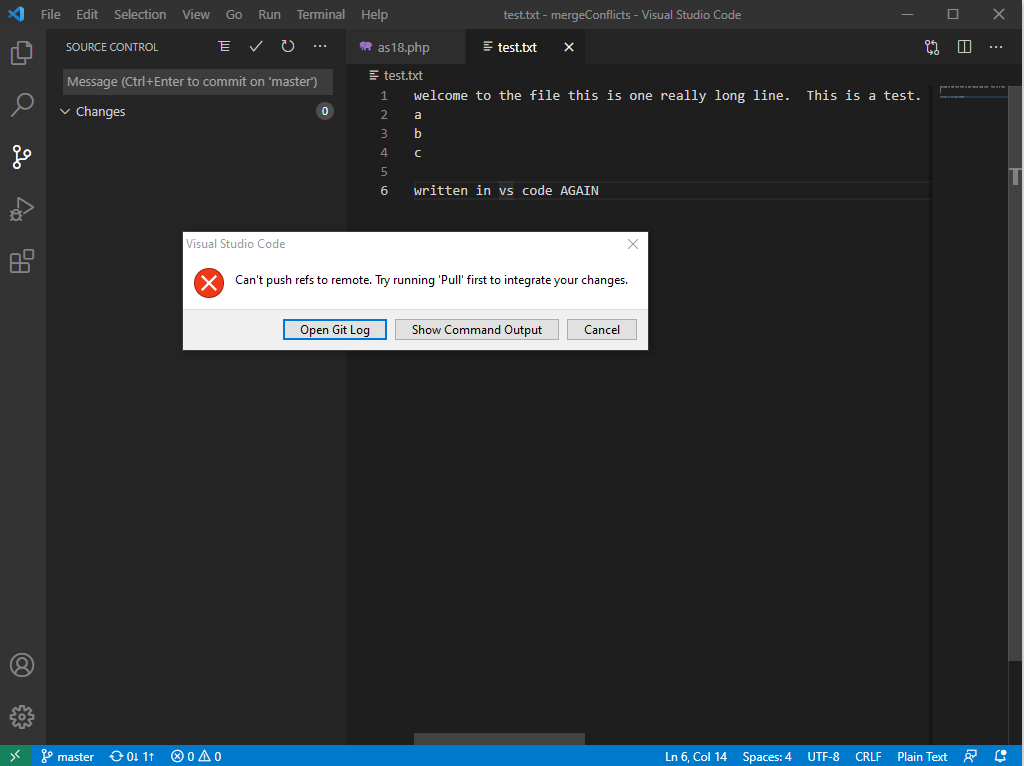 File Edit Selection View Go Run Terminal Help
test.txt - mergeConflicts - Visual Studio Code
SOURCE CONTROL
as18.php
test.txt
Message (Ctrl+Enter to commit on 'master')
Changes
0
test.txt
1 welcome to the file this is one really long line.  This is a test.
2 a
3 b
4 c
5
6 written in vs code AGAIN
Visual Studio Code
Can't push refs to remote. Try running 'Pull' first to integrate your changes.
Open Git Log
Show Command Output
Cancel
master 0↓ 1↑ 0 0
Ln 6, Col 14 Spaces: 4 UTF-8 CRLF Plain Text